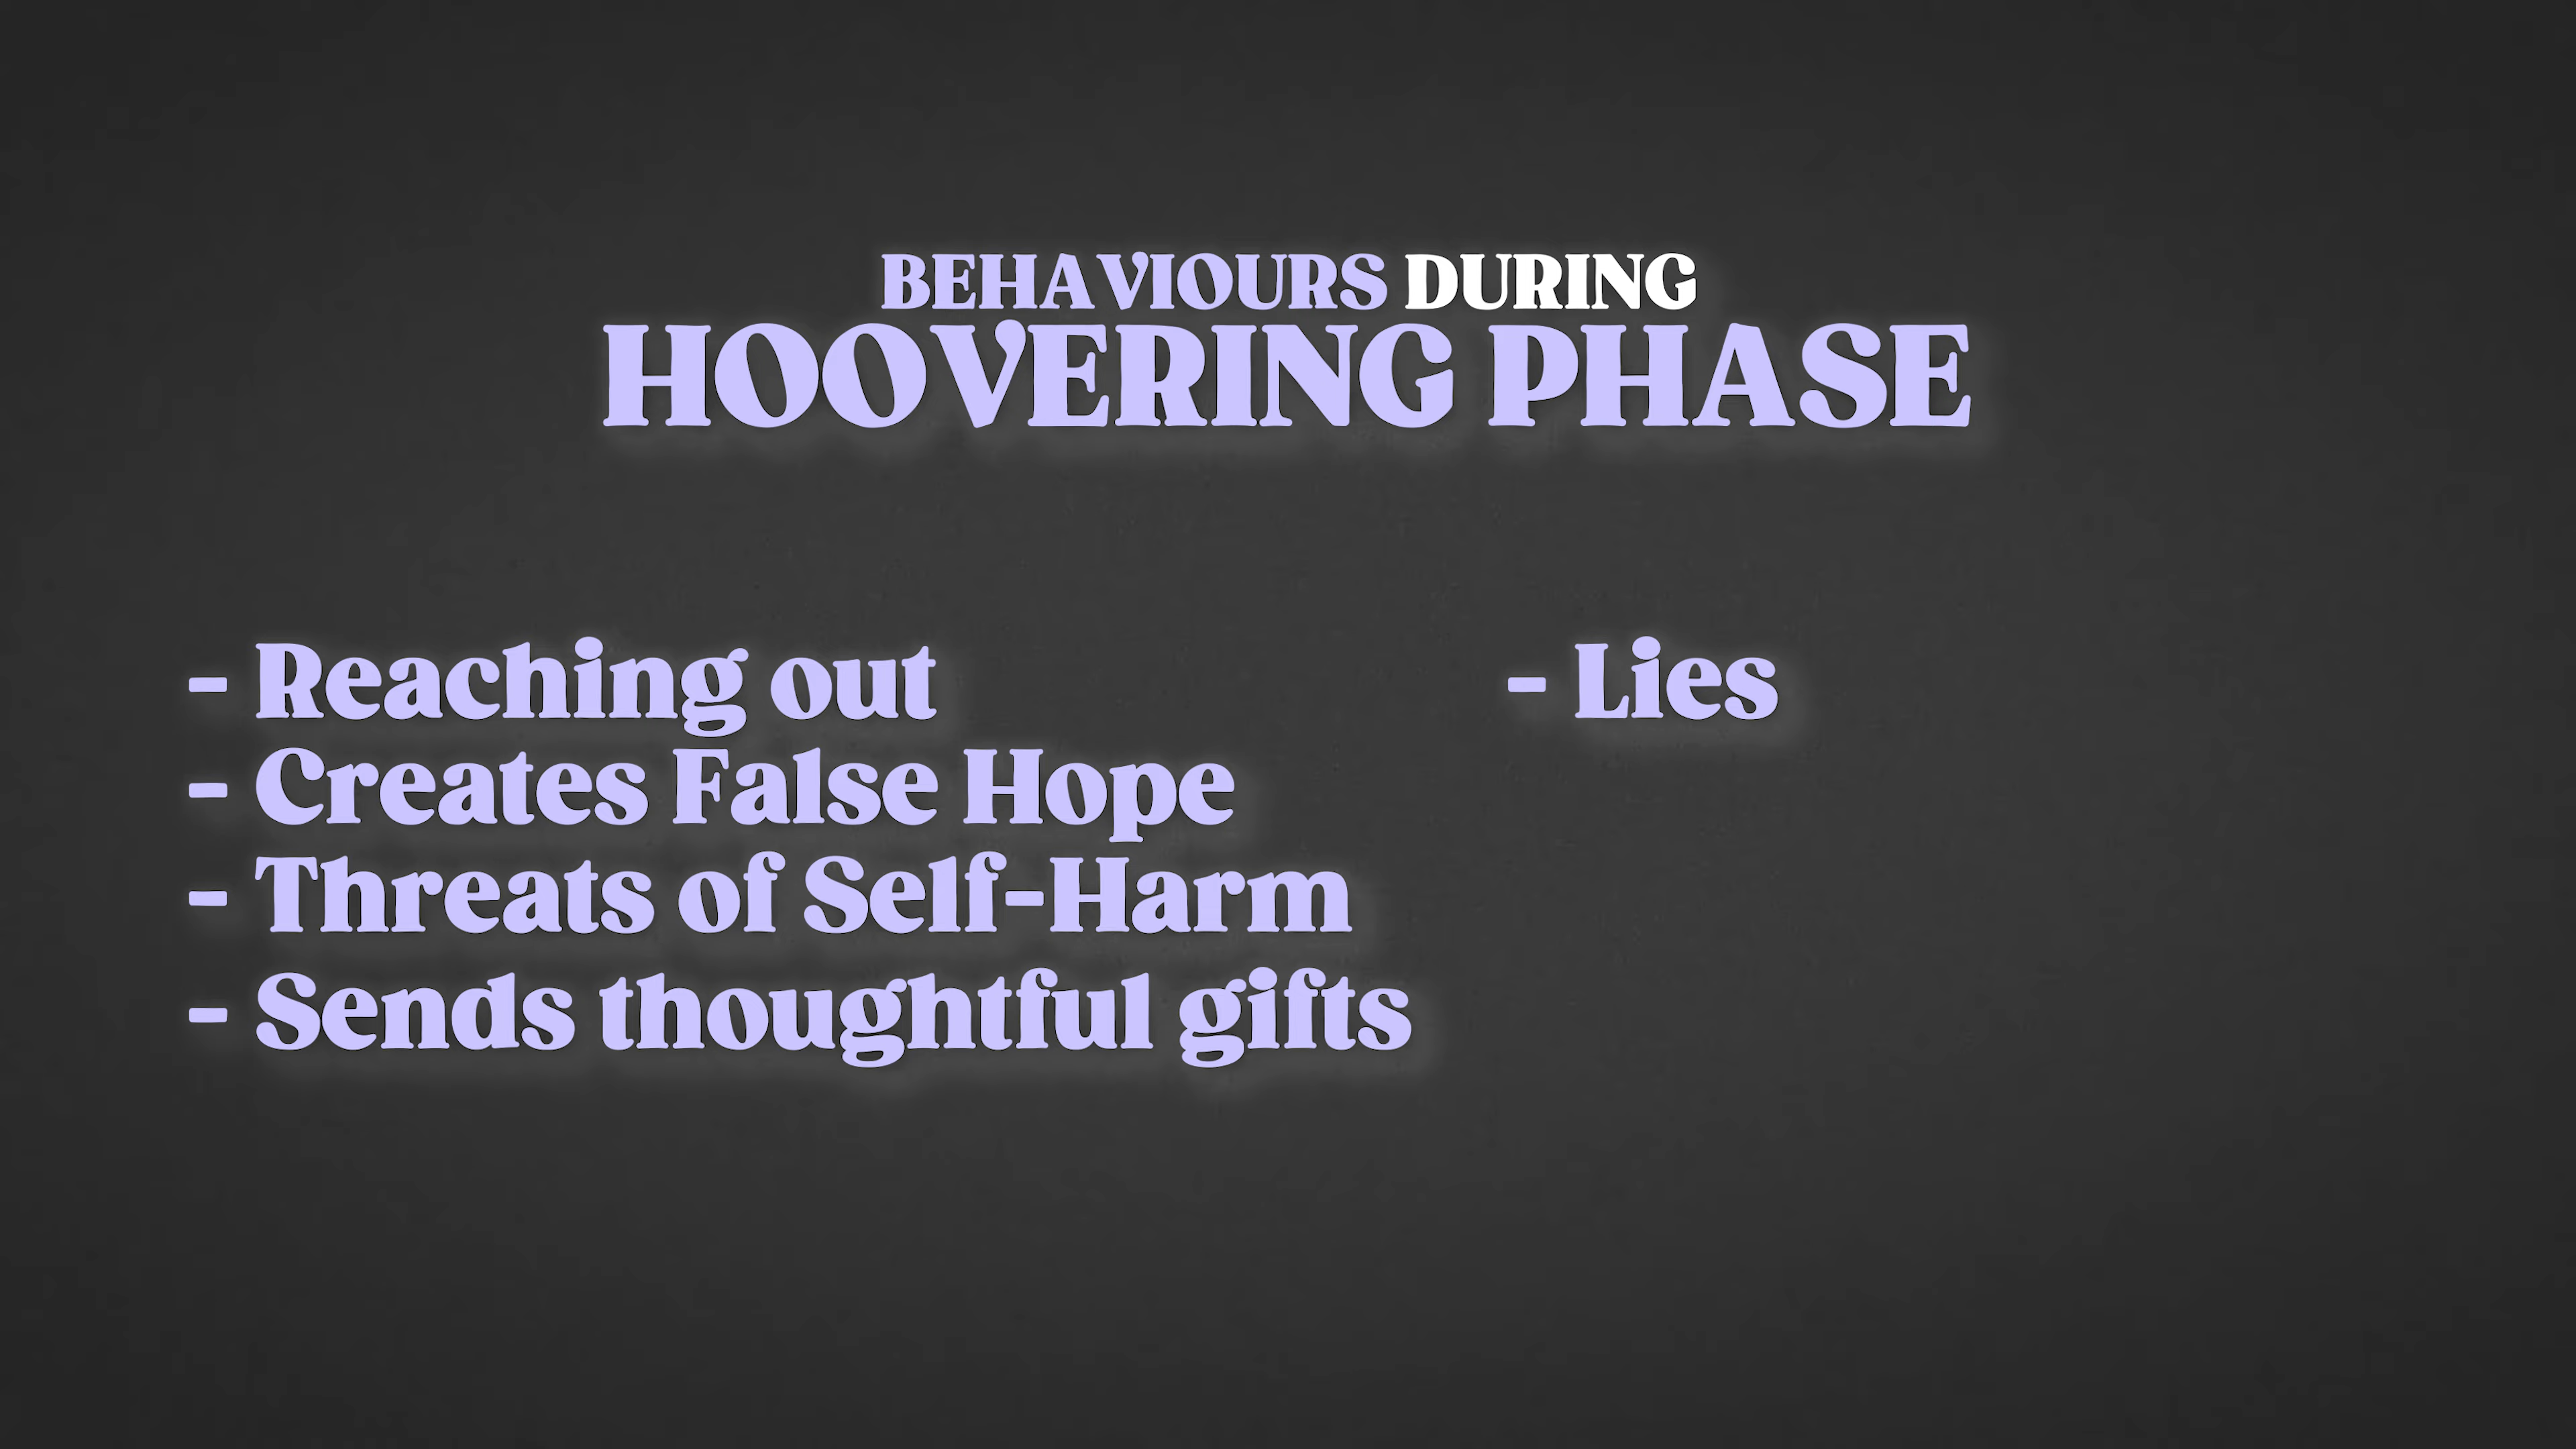 BEHAVIOURS DURING
HOOVERING PHASE
- Reaching out
- Creates False Hope
- Threats of Self-Harm
- Sends thoughtful gifts
- Lies